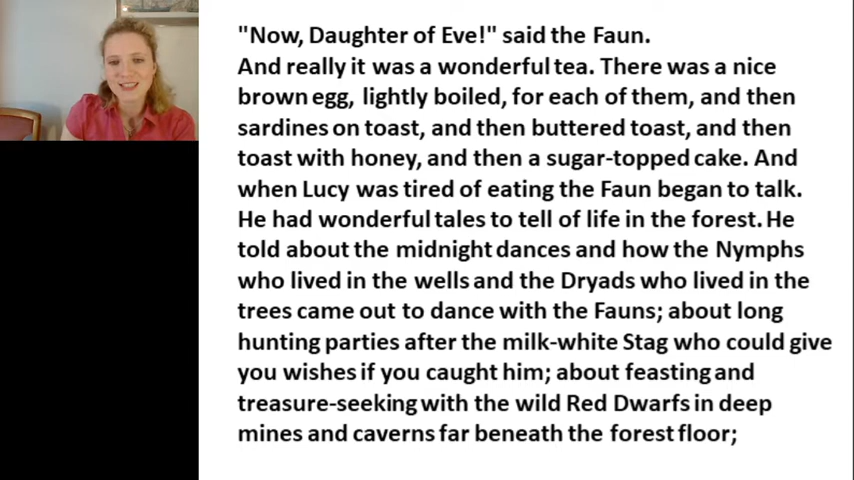 "Now, Daughter of Eve!" said the Faun.
And really it was a wonderful tea. There was a nice
brown egg, lightly boiled, for each of them, and then
sardines on toast, and then buttered toast, and then
toast with honey, and then a sugar-topped cake. And
when Lucy was tired of eating the Faun began to talk.
He had wonderful tales to tell of life in the forest. He
told about the midnight dances and how the Nymphs
who lived in the wells and the Dryads who lived in the
trees came out to dance with the Fauns; about long
hunting parties after the milk-white Stag who could give
you wishes if you caught him; about feasting and
treasure-seeking with the wild Red Dwarfs in deep
mines and caverns far beneath the forest floor;